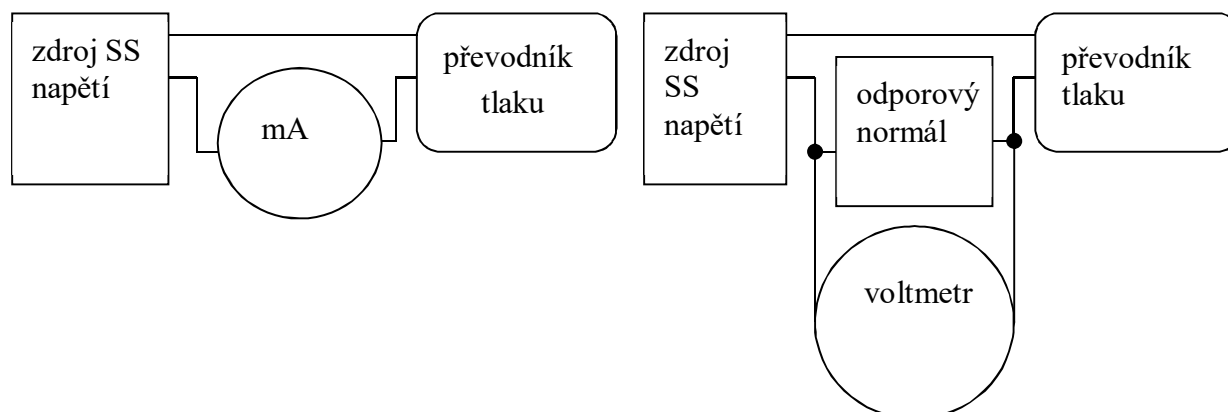 zdroj SS
napětí
mA
převodník
tlaku
zdroj
SS
napětí
odporový
normál
převodník
tlaku
voltmetr